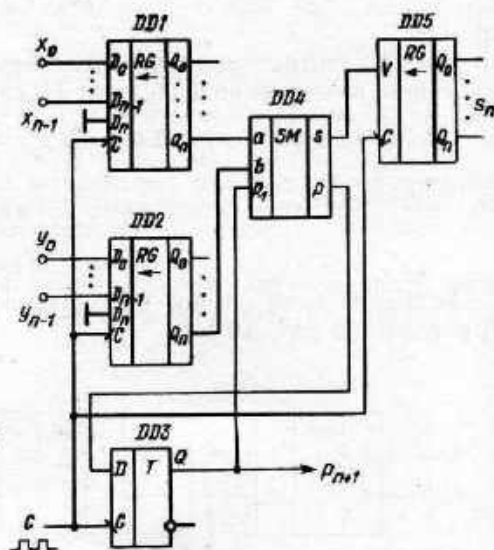 DD1
x₀
D₀ RG Q₀
←
Dₙ₋₁
xₙ₋₁
Dₙ
C Qₙ
DD5
V RG Q₀
←
Sₙ
C Qₙ
DD4
a SM s
b
p₁ p
DD2
y₀
D₀ RG Q₀
←
Dₙ₋₁
yₙ₋₁
Dₙ
C Qₙ
DD3
D T Q
C
pₙ₊₁
C